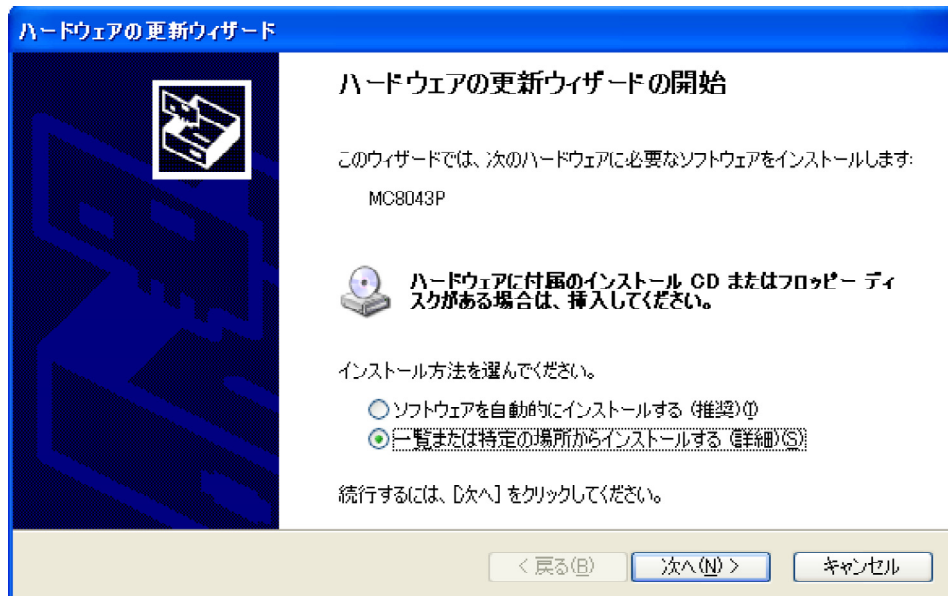 ハードウェアの更新ウィザード
ハードウェアの更新ウィザードの開始
このウィザードでは、次のハードウェアに必要なソフトウェアをインストールします:
MC8043P
ハードウェアに付属のインストール CD またはフロッピー ディ
スクがある場合は、挿入してください。
インストール方法を選んでください。
ソフトウェアを自動的にインストールする (推奨)(I)
一覧または特定の場所からインストールする (詳細)(S)
続行するには、[次へ] をクリックしてください。
< 戻る(B)
次へ(N) >
キャンセル